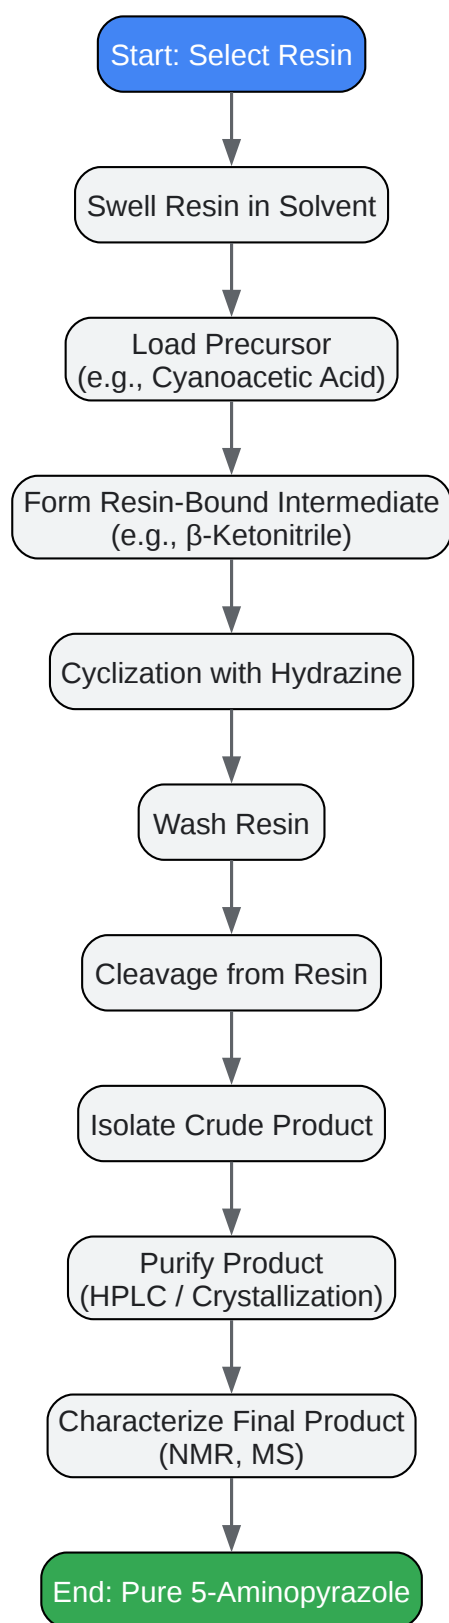 Start: Select Resin
Swell Resin in Solvent
Load Precursor
(e.g., Cyanoacetic Acid)
Form Resin-Bound Intermediate
(e.g., β-Ketonitrile)
Cyclization with Hydrazine
Wash Resin
Cleavage from Resin
Isolate Crude Product
Purify Product
(HPLC / Crystallization)
Characterize Final Product
(NMR, MS)
End: Pure 5-Aminopyrazole